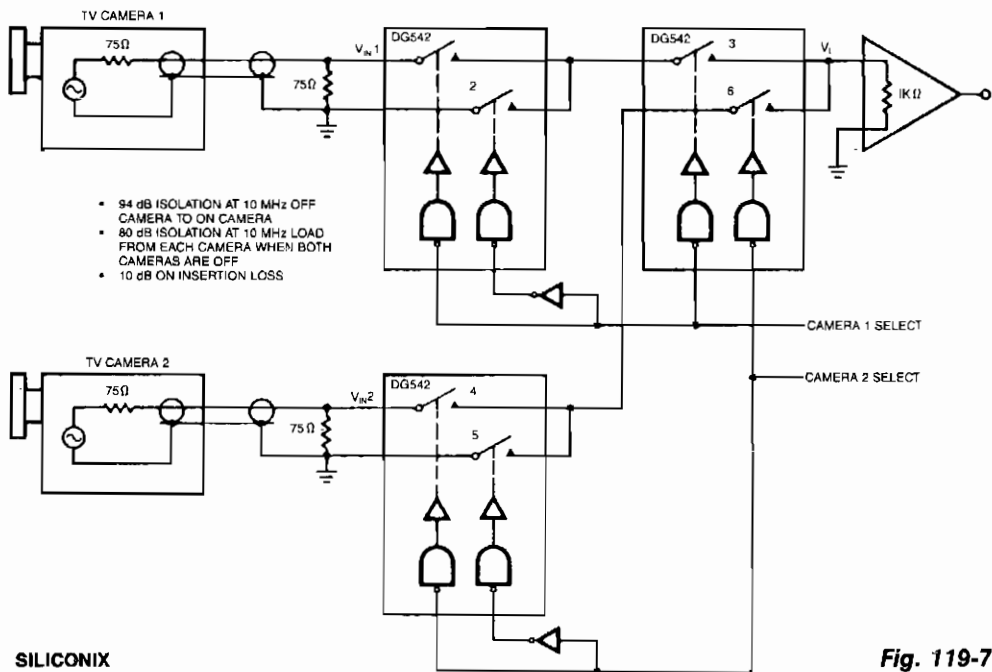 TV CAMERA 1
75Ω
VIN1
75Ω
DG542
2
DG542
3
6
VL
1KΩ
• 94 dB ISOLATION AT 10 MHz OFF
CAMERA TO ON CAMERA
• 80 dB ISOLATION AT 10 MHz LOAD
FROM EACH CAMERA WHEN BOTH
CAMERAS ARE OFF
• 10 dB ON INSERTION LOSS
CAMERA 1 SELECT
CAMERA 2 SELECT
TV CAMERA 2
75Ω
VIN2
75Ω
DG542
4
5
SILICONIX
Fig. 119-7